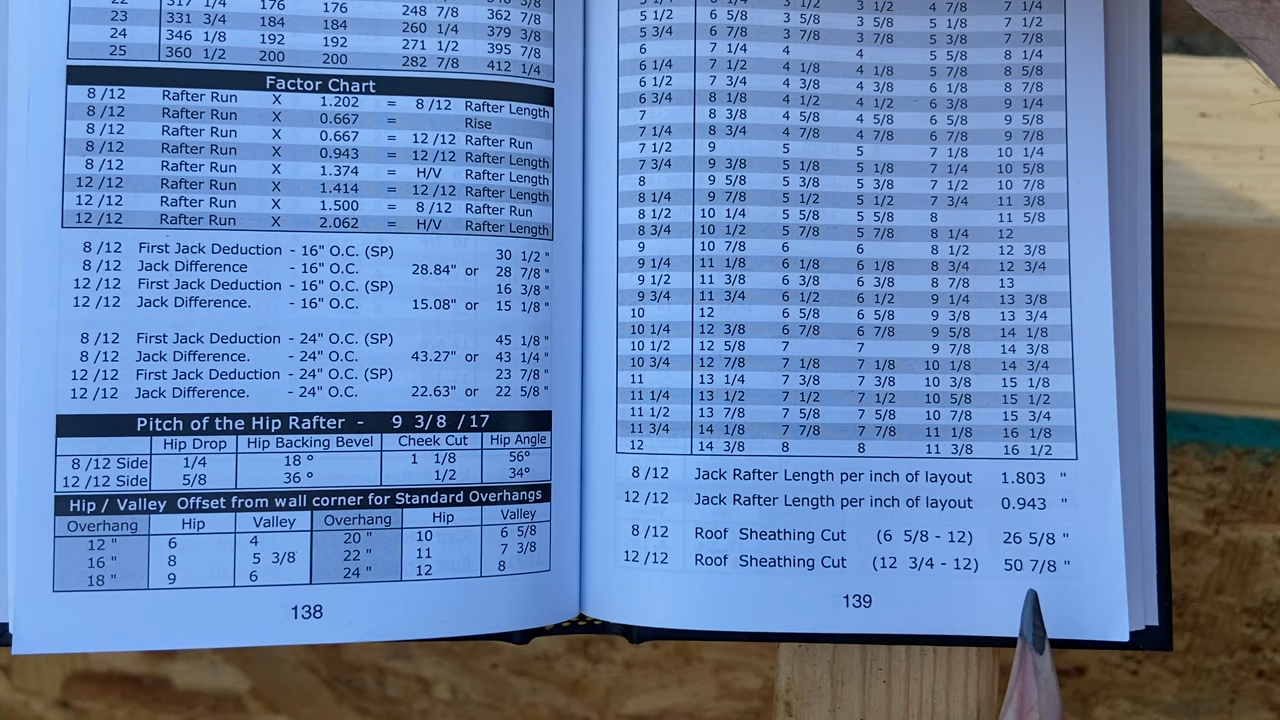 22 317 1/4 176 176 248 7/8
23 331 3/4 184 184 260 1/4 362 7/8
24 346 1/8 192 192 271 1/2 379 3/8
25 360 1/2 200 200 282 7/8 395 7/8
412 1/4
Factor Chart
8 /12 Rafter Run X 1.202 = 8 /12 Rafter Length
8 /12 Rafter Run X 0.667 = Rise
8 /12 Rafter Run X 0.667 = 12 /12 Rafter Run
8 /12 Rafter Run X 0.943 = 12 /12 Rafter Length
8 /12 Rafter Run X 1.374 = H/V Rafter Length
12 /12 Rafter Run X 1.414 = 12 /12 Rafter Length
12 /12 Rafter Run X 1.500 = 8 /12 Rafter Run
12 /12 Rafter Run X 2.062 = H/V Rafter Length
8 /12 First Jack Deduction - 16" O.C. (SP) 30 1/2 "
8 /12 Jack Difference - 16" O.C. 28.84" or 28 7/8 "
12 /12 First Jack Deduction - 16" O.C. (SP) 16 3/8 "
12 /12 Jack Difference. - 16" O.C. 15.08" or 15 1/8 "
8 /12 First Jack Deduction - 24" O.C. (SP) 45 1/8 "
8 /12 Jack Difference. - 24" O.C. 43.27" or 43 1/4 "
12 /12 First Jack Deduction - 24" O.C. (SP) 23 7/8 "
12 /12 Jack Difference. - 24" O.C. 22.63" or 22 5/8 "
Pitch of the Hip Rafter - 9 3/8 /17
Hip Drop Hip Backing Bevel Cheek Cut Hip Angle
8 /12 Side 1/4 18 ° 1 1/8 56°
12 /12 Side 5/8 36 ° 1/2 34°
Hip / Valley Offset from wall corner for Standard Overhangs
Overhang Hip Valley Overhang Hip Valley
12 " 6 4 20 " 10 6 5/8
16 " 8 5 3/8 22 " 11 7 3/8
18 " 9 6 24 " 12 8
138
5 1/2 6 5/8 3 5/8 3 5/8 5 1/8 7 1/2
5 3/4 6 7/8 3 7/8 3 7/8 5 3/8 7 7/8
6 7 1/4 4 4 5 5/8 8 1/4
6 1/4 7 1/2 4 1/8 4 1/8 5 7/8 8 5/8
6 1/2 7 3/4 4 3/8 4 3/8 6 1/8 8 7/8
6 3/4 8 1/8 4 1/2 4 1/2 6 3/8 9 1/4
7 8 3/8 4 5/8 4 5/8 6 5/8 9 5/8
7 1/4 8 3/4 4 7/8 4 7/8 6 7/8 9 7/8
7 1/2 9 5 5 7 1/8 10 1/4
7 3/4 9 3/8 5 1/8 5 1/8 7 1/4 10 5/8
8 9 5/8 5 3/8 5 3/8 7 1/2 10 7/8
8 1/4 9 7/8 5 1/2 5 1/2 7 3/4 11 3/8
8 1/2 10 1/4 5 5/8 5 5/8 8 11 5/8
8 3/4 10 1/2 5 7/8 5 7/8 8 1/4 12
9 10 7/8 6 6 8 1/2 12 3/8
9 1/4 11 1/8 6 1/8 6 1/8 8 3/4 12 3/4
9 1/2 11 3/8 6 3/8 6 3/8 8 7/8 13
9 3/4 11 3/4 6 1/2 6 1/2 9 1/4 13 3/8
10 12 6 5/8 6 5/8 9 3/8 13 3/4
10 1/4 12 3/8 6 7/8 6 7/8 9 5/8 14 1/8
10 1/2 12 5/8 7 7 9 7/8 14 3/8
10 3/4 12 7/8 7 1/8 7 1/8 10 1/8 14 3/4
11 13 1/4 7 3/8 7 3/8 10 3/8 15 1/8
11 1/4 13 1/2 7 1/2 7 1/2 10 5/8 15 1/2
11 1/2 13 7/8 7 5/8 7 5/8 10 7/8 15 3/4
11 3/4 14 1/8 7 7/8 7 7/8 11 1/8 16 1/8
12 14 3/8 8 8 11 3/8 16 1/2
8 /12 Jack Rafter Length per inch of layout 1.803 "
12 /12 Jack Rafter Length per inch of layout 0.943 "
8 /12 Roof Sheathing Cut (6 5/8 - 12) 26 5/8 "
12 /12 Roof Sheathing Cut (12 3/4 - 12) 50 7/8 "
139